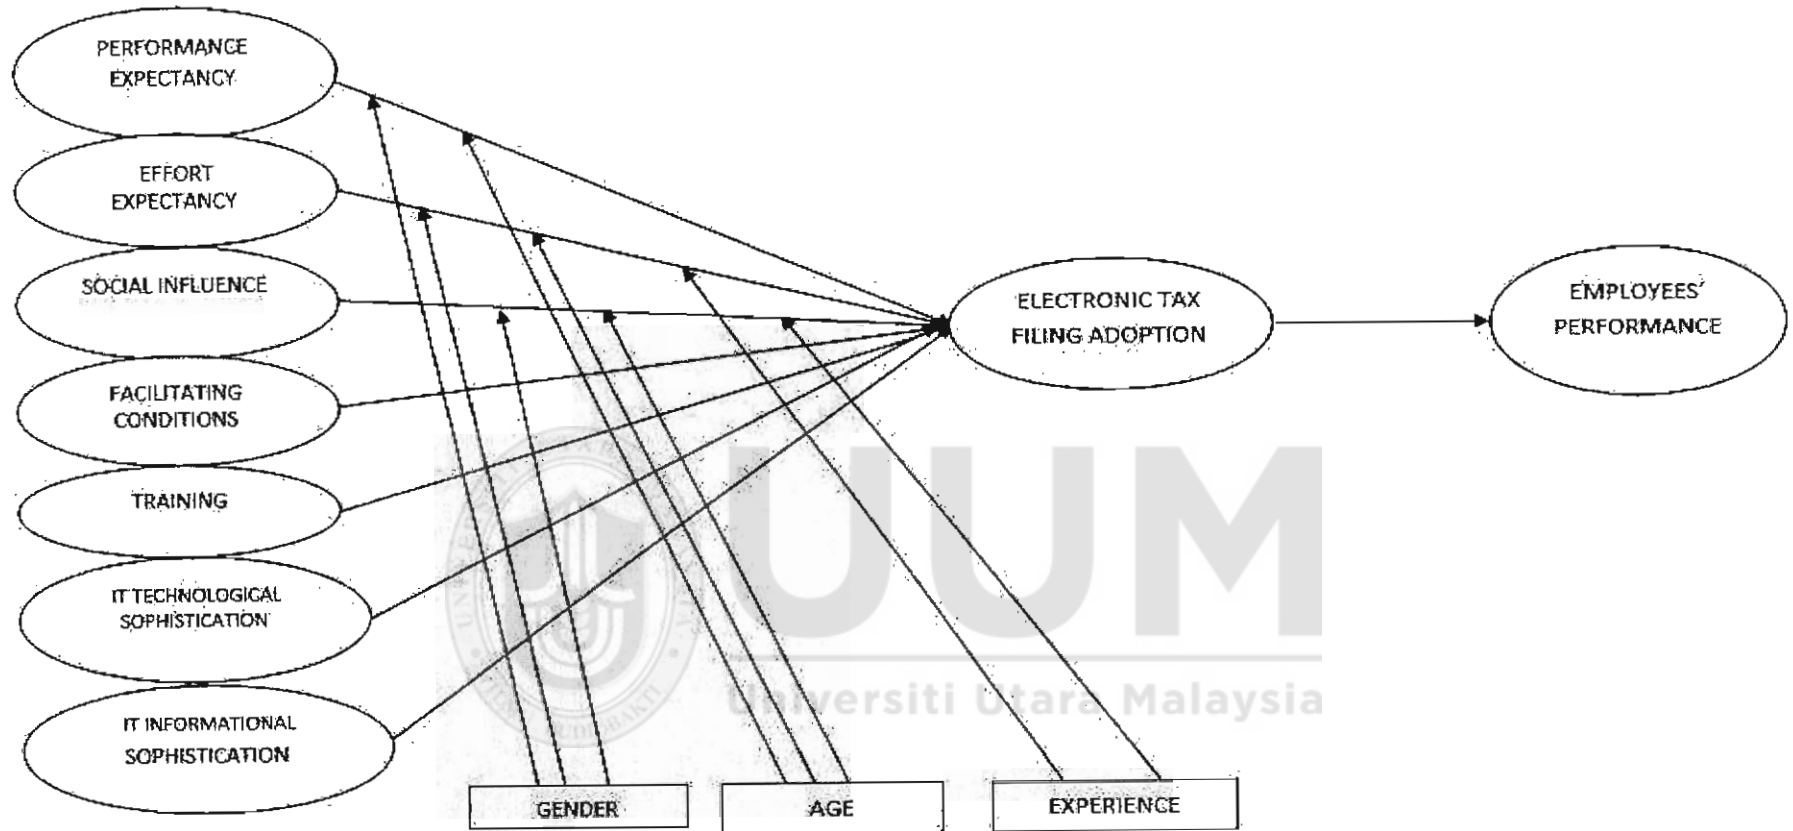 PERFORMANCE
EXPECTANCY
EFFORT
EXPECTANCY
SOCIAL INFLUENCE
FACILITATING
CONDITIONS
TRAINING
IT TECHNOLOGICAL
SOPHISTICATION
IT INFORMATIONAL
SOPHISTICATION
ELECTRONIC TAX
FILING ADOPTION
EMPLOYEES'
PERFORMANCE
GENDER
AGE
EXPERIENCE
UUM
Universiti Utara Malaysia